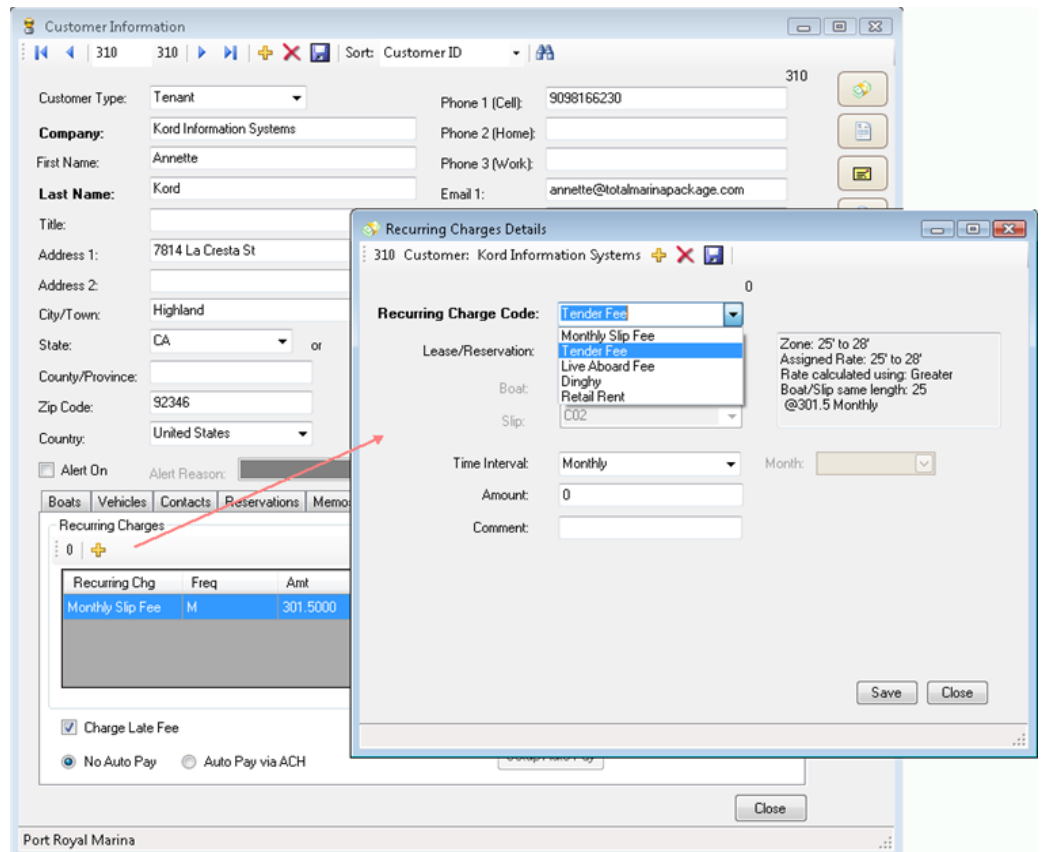 Customer Information
310 310 Sort: Customer ID
310
Customer Type: Tenant
Phone 1 (Cell): 9098166230
Company: Kord Information Systems
Phone 2 (Home):
First Name: Annette
Phone 3 (Work):
Last Name: Kord
Email 1: annette@totalmarinapackage.com
Title:
Address 1: 7814 La Cresta St
Address 2:
City/Town: Highland
State: CA or
County/Province:
Zip Code: 92346
Country: United States
Alert On Alert Reason:
Boats Vehicles Contacts Reservations Memos
Recurring Charges
0
Recurring Chg Freq Amt
Monthly Slip Fee M 301.5000
Charge Late Fee
No Auto Pay Auto Pay via ACH
Close
Port Royal Marina
Recurring Charges Details
310 Customer: Kord Information Systems
0
Recurring Charge Code: Tender Fee
Monthly Slip Fee
Tender Fee
Live Aboard Fee
Dinghy
Retail Rent
Lease/Reservation:
Boat:
Slip: C02
Zone: 25' to 28'
Assigned Rate: 25' to 28'
Rate calculated using: Greater
Boat/Slip same length: 25
@301.5 Monthly
Time Interval: Monthly
Month:
Amount: 0
Comment:
Save Close